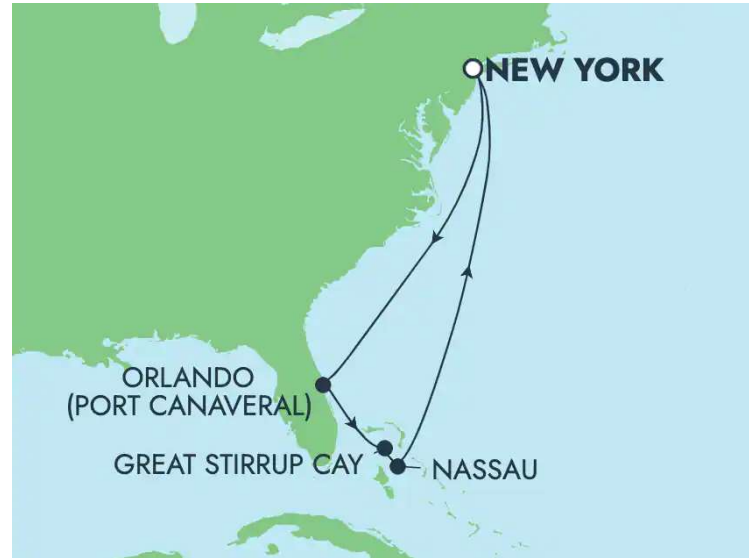 NEW YORK
ORLANDO
(PORT CANAVERAL)
GREAT STIRRUP CAY
NASSAU